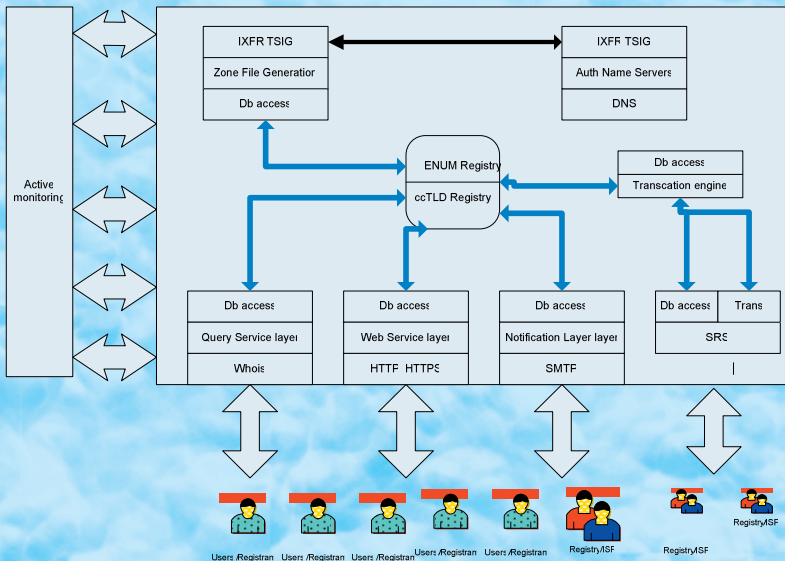 IXFR TSIG
IXFR TSIG
Zone File Generation
Auth Name Servers
Db access
DNS
Active
monitoring
ENUM Registry
ccTLD Registry
Db access
Transcation engine
Db access
Db access
Db access
Db access
Trans
Query Service layer
Web Service layer
Notification Layer layer
SRS
Whois
HTTP HTTPS
SMTP
Users /Registran
Users /Registran
Users /Registran
Users /Registran
Users /Registran
Registry/ISP
Registry/ISP
Registry/ISP